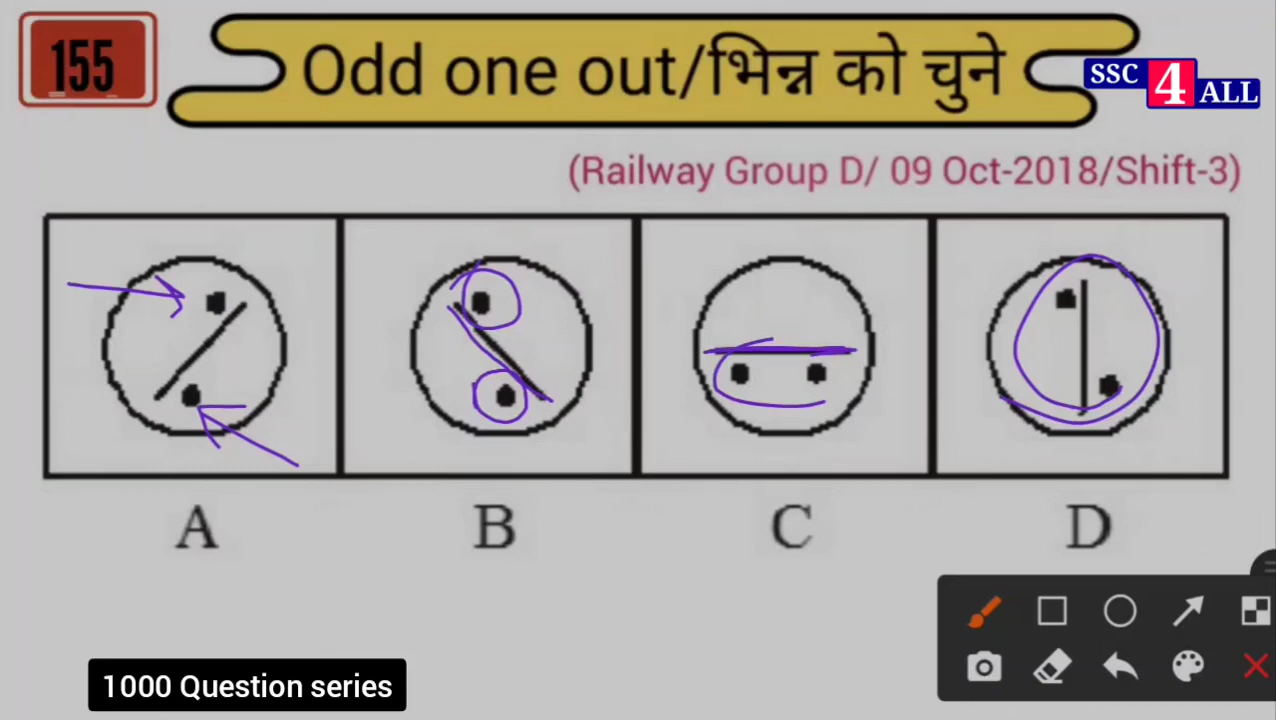 155
Odd one out/भिन्न को चुने
SSC 4 ALL
(Railway Group D/ 09 Oct-2018/Shift-3)
A B C D
1000 Question series